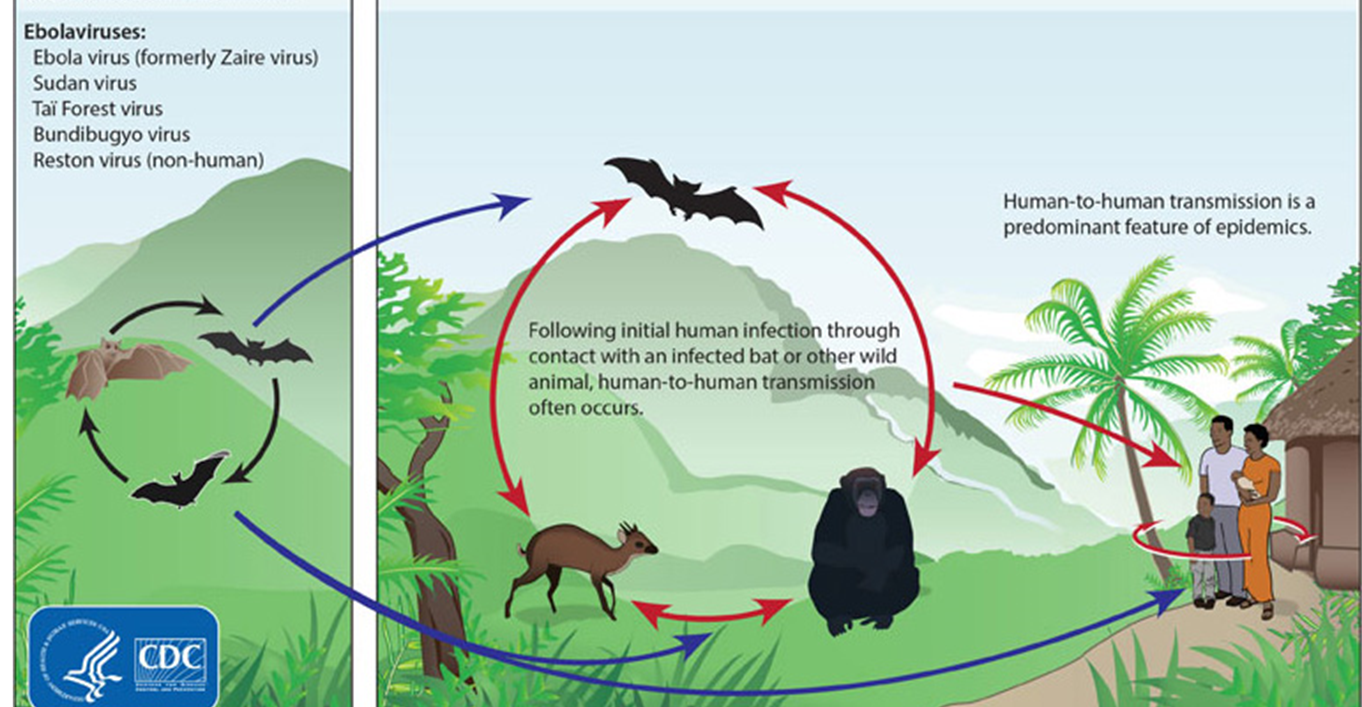 Ebolaviruses:
Ebola virus (formerly Zaire virus)
Sudan virus
Taï Forest virus
Bundibugyo virus
Reston virus (non-human)
Following initial human infection through
contact with an infected bat or other wild
animal, human-to-human transmission
often occurs.
Human-to-human transmission is a
predominant feature of epidemics.
CDC